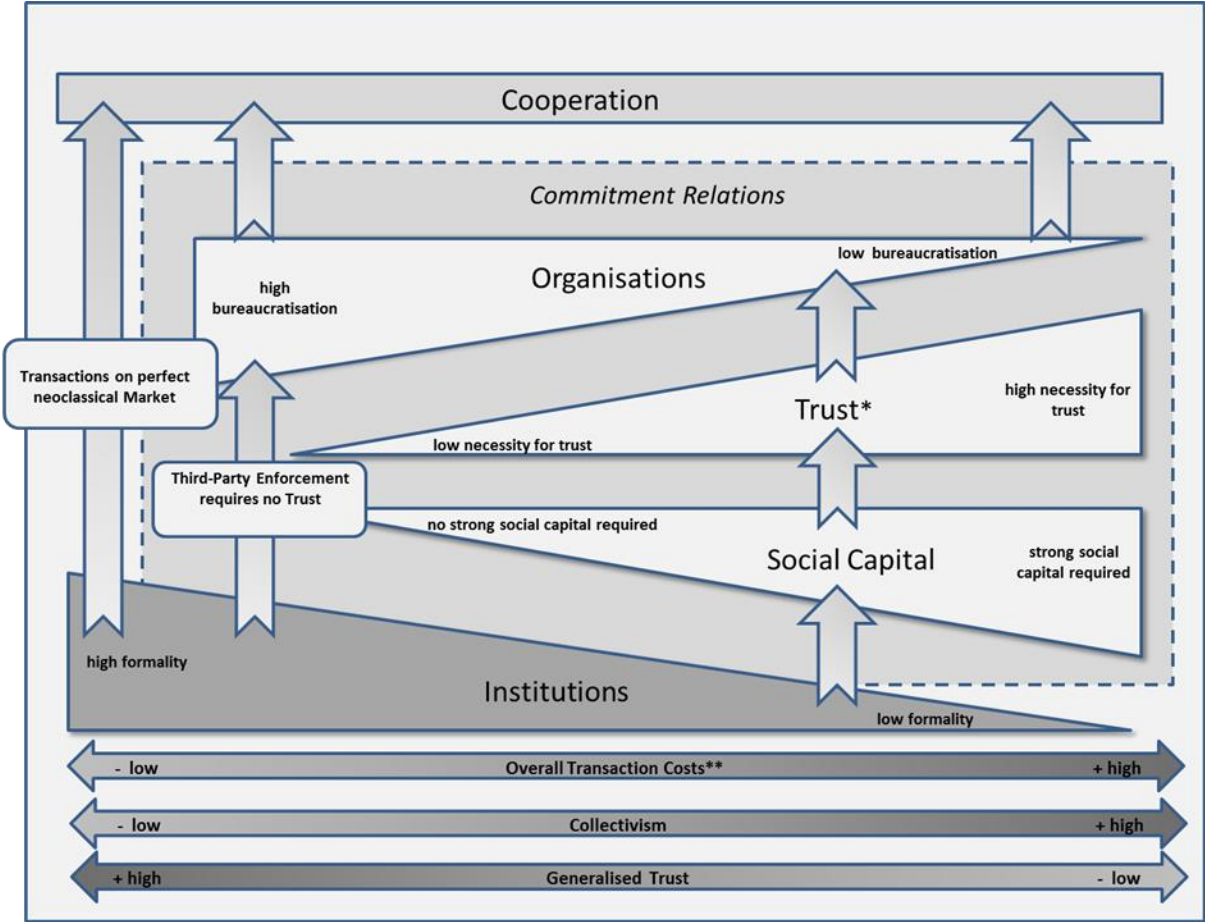 Cooperation
Commitment Relations
low bureaucratisation
Organisations
high
bureaucratisation
Transactions on perfect
neoclassical Market
high necessity for
trust
Trust*
low necessity for trust
Third-Party Enforcement
requires no Trust
no strong social capital required
Social Capital
strong social
capital required
high formality
Institutions
low formality
- low Overall Transaction Costs** + high
- low Collectivism + high
+ high Generalised Trust - low